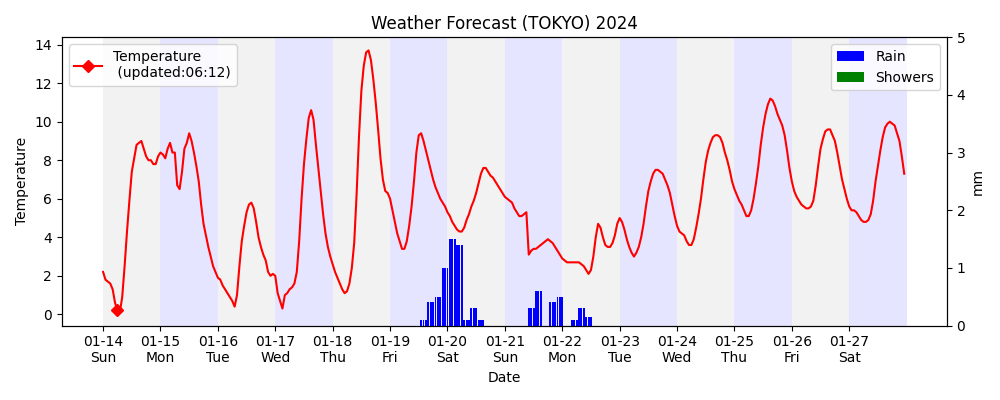 Weather Forecast (TOKYO) 2024
Temperature
(updated:06:12)
Rain
Showers
Temperature
14
12
10
8
6
4
2
0
5
4
3
2
1
0
mm
01-14 01-15 01-16 01-17 01-18 01-19 01-20 01-21 01-22 01-23 01-24 01-25 01-26 01-27
Sun Mon Tue Wed Thu Fri Sat Sun Mon Tue Wed Thu Fri Sat
Date